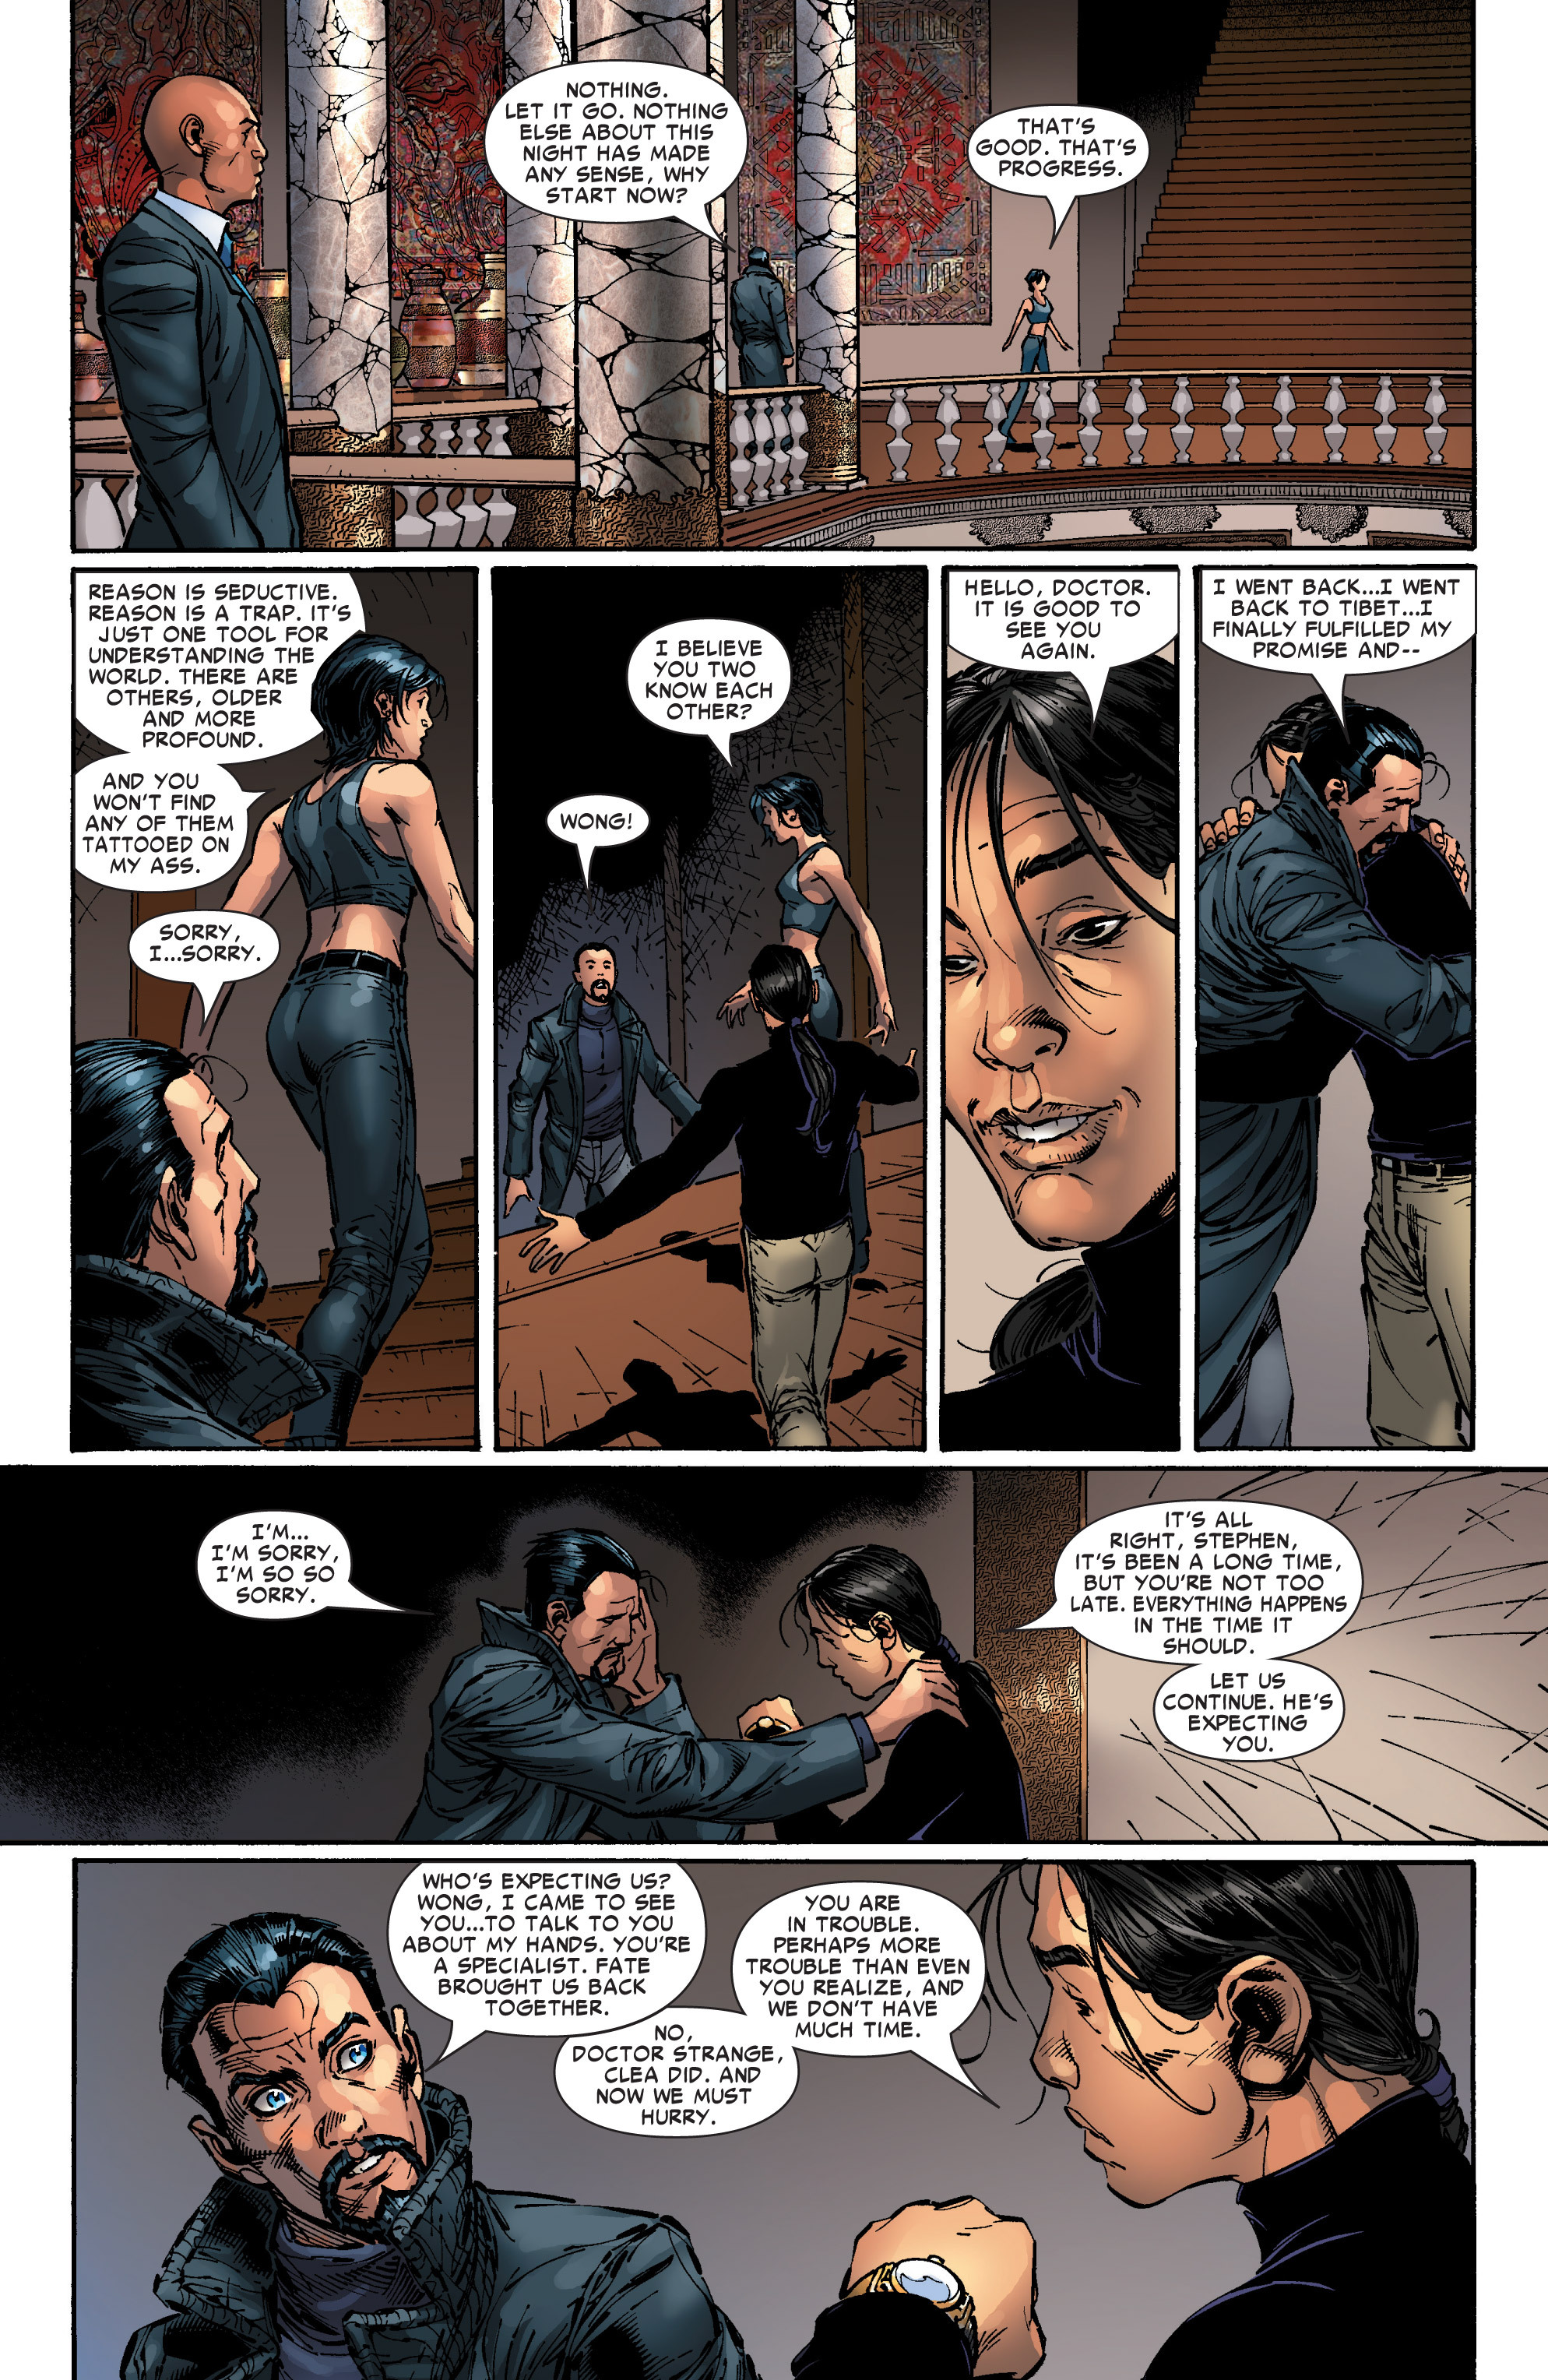 NOTHING.
LET IT GO. NOTHING
ELSE ABOUT THIS
NIGHT HAS MADE
ANY SENSE, WHY
START NOW?
THAT'S
GOOD. THAT'S
PROGRESS.
REASON IS SEDUCTIVE.
REASON IS A TRAP. IT'S
JUST ONE TOOL FOR
UNDERSTANDING THE
WORLD. THERE ARE
OTHERS, OLDER
AND MORE
PROFOUND.
AND YOU
WON'T FIND
ANY OF THEM
TATTOOED ON
MY ASS.
SORRY,
I...SORRY.
I BELIEVE
YOU TWO
KNOW EACH
OTHER?
WONG!
HELLO, DOCTOR.
IT IS GOOD TO
SEE YOU
AGAIN.
I WENT BACK...I WENT
BACK TO TIBET...I
FINALLY FULFILLED MY
PROMISE AND--
I'M...
I'M SORRY,
I'M SO SO
SORRY.
IT'S ALL
RIGHT, STEPHEN,
IT'S BEEN A LONG TIME,
BUT YOU'RE NOT TOO
LATE. EVERYTHING HAPPENS
IN THE TIME IT
SHOULD.
LET US
CONTINUE. HE'S
EXPECTING
YOU.
WHO'S EXPECTING US?
WONG, I CAME TO SEE
YOU...TO TALK TO YOU
ABOUT MY HANDS. YOU'RE
A SPECIALIST. FATE
BROUGHT US BACK
TOGETHER.
NO,
DOCTOR STRANGE,
CLEA DID. AND
NOW WE MUST
HURRY.
YOU ARE
IN TROUBLE.
PERHAPS MORE
TROUBLE THAN EVEN
YOU REALIZE, AND
WE DON'T HAVE
MUCH TIME.